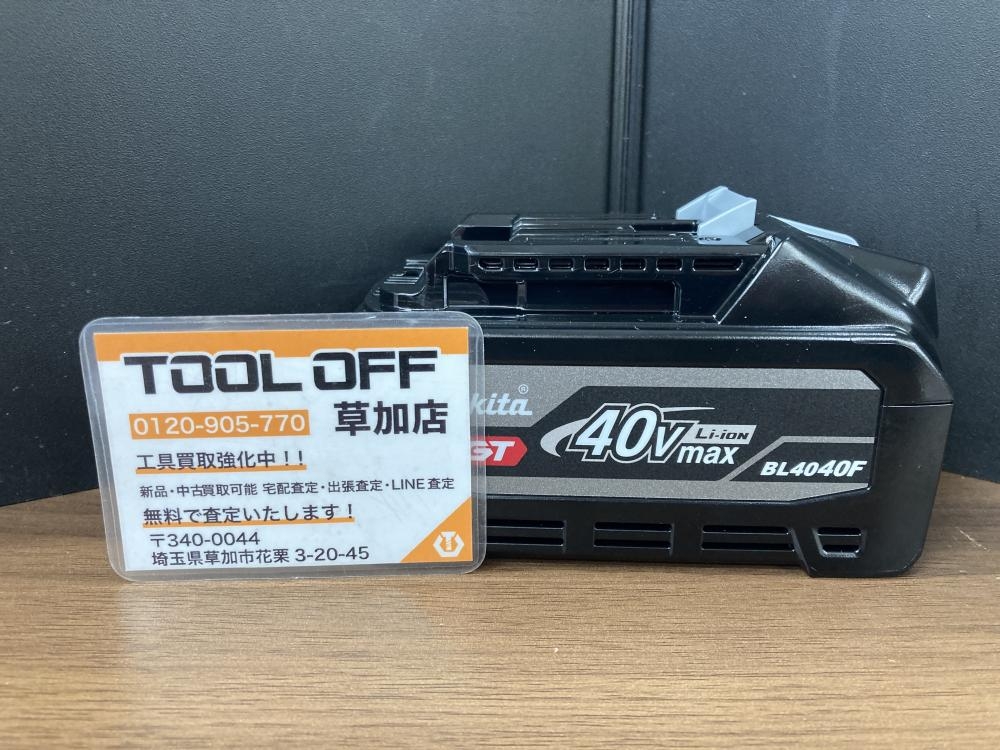 TOOL OFF
0120-905-770 草加店
工具買取強化中!!
新品・中古買取可能 宅配査定・出張査定・LINE査定
無料で査定いたします!
〒340-0044
埼玉県草加市花栗 3-20-45
kita®
GT
40Vmax Li-ion
BL4040F